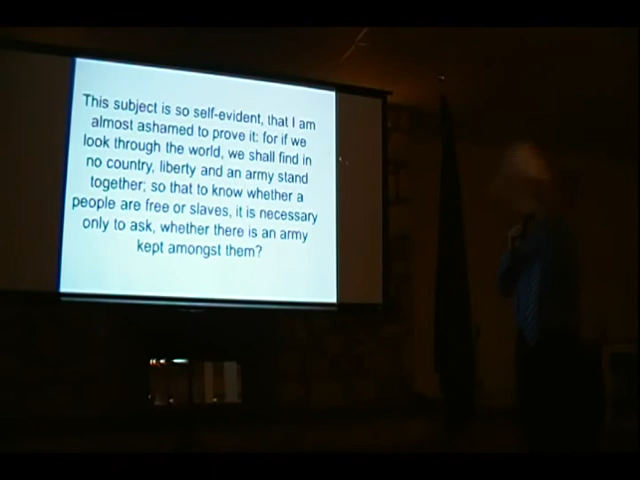 This subject is so self-evident, that I am
almost ashamed to prove it: for if we
look through the world, we shall find in
no country, liberty and an army stand
together; so that to know whether a
people are free or slaves, it is necessary
only to ask, whether there is an army
kept amongst them?